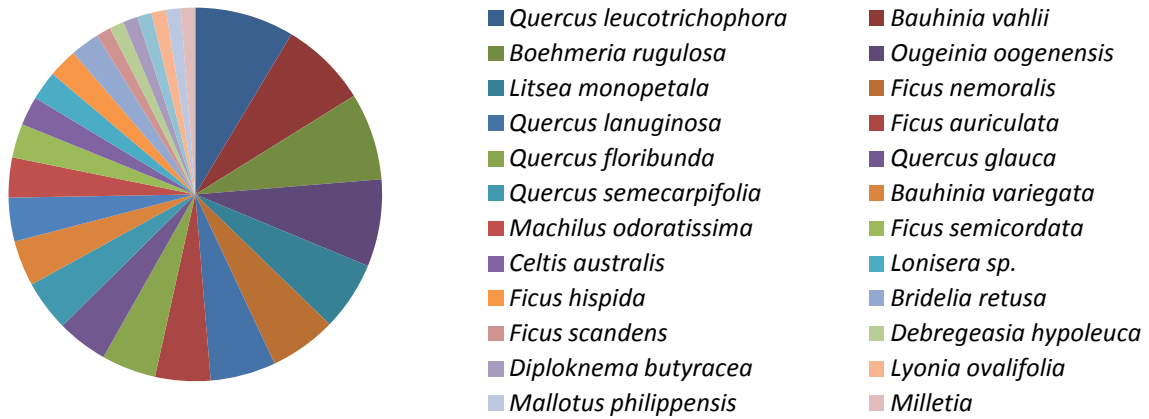 Quercus leucotrichophora Bauhinia vahlii
Boehmeria rugulosa Ougeinia oogenensis
Litsea monopetala Ficus nemoralis
Quercus lanuginosa Ficus auriculata
Quercus floribunda Quercus glauca
Quercus semecarpifolia Bauhinia variegata
Machilus odoratissima Ficus semicordata
Celtis australis Lonisera sp.
Ficus hispida Bridelia retusa
Ficus scandens Debregeasia hypoleuca
Diploknema butyracea Lyonia ovalifolia
Mallotus philippensis Milletia